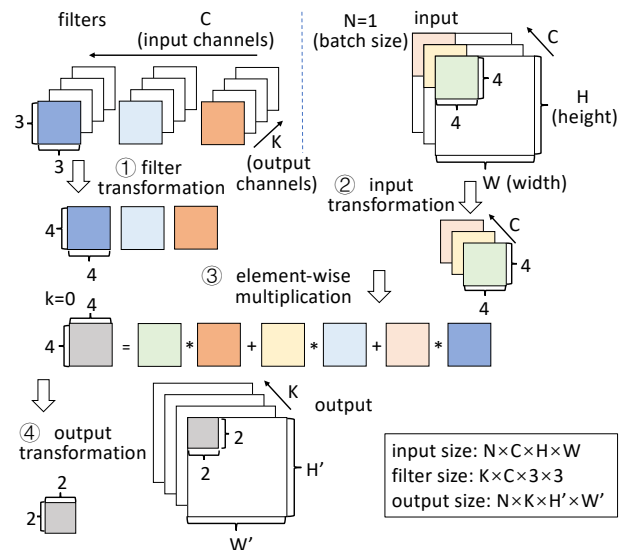 filters
C
(input channels)
3
3
K
(output
channels)
① filter
transformation
4
4
N=1
(batch size)
input
C
4
4
H
(height)
W (width)
② input
transformation
C
4
4
③ element-wise
multiplication
k=0
4
4
= * + * + *
④ output
transformation
2
2
K
output
2
2
H’
W’
input size: N×C×H×W
filter size: K×C×3×3
output size: N×K×H’×W’